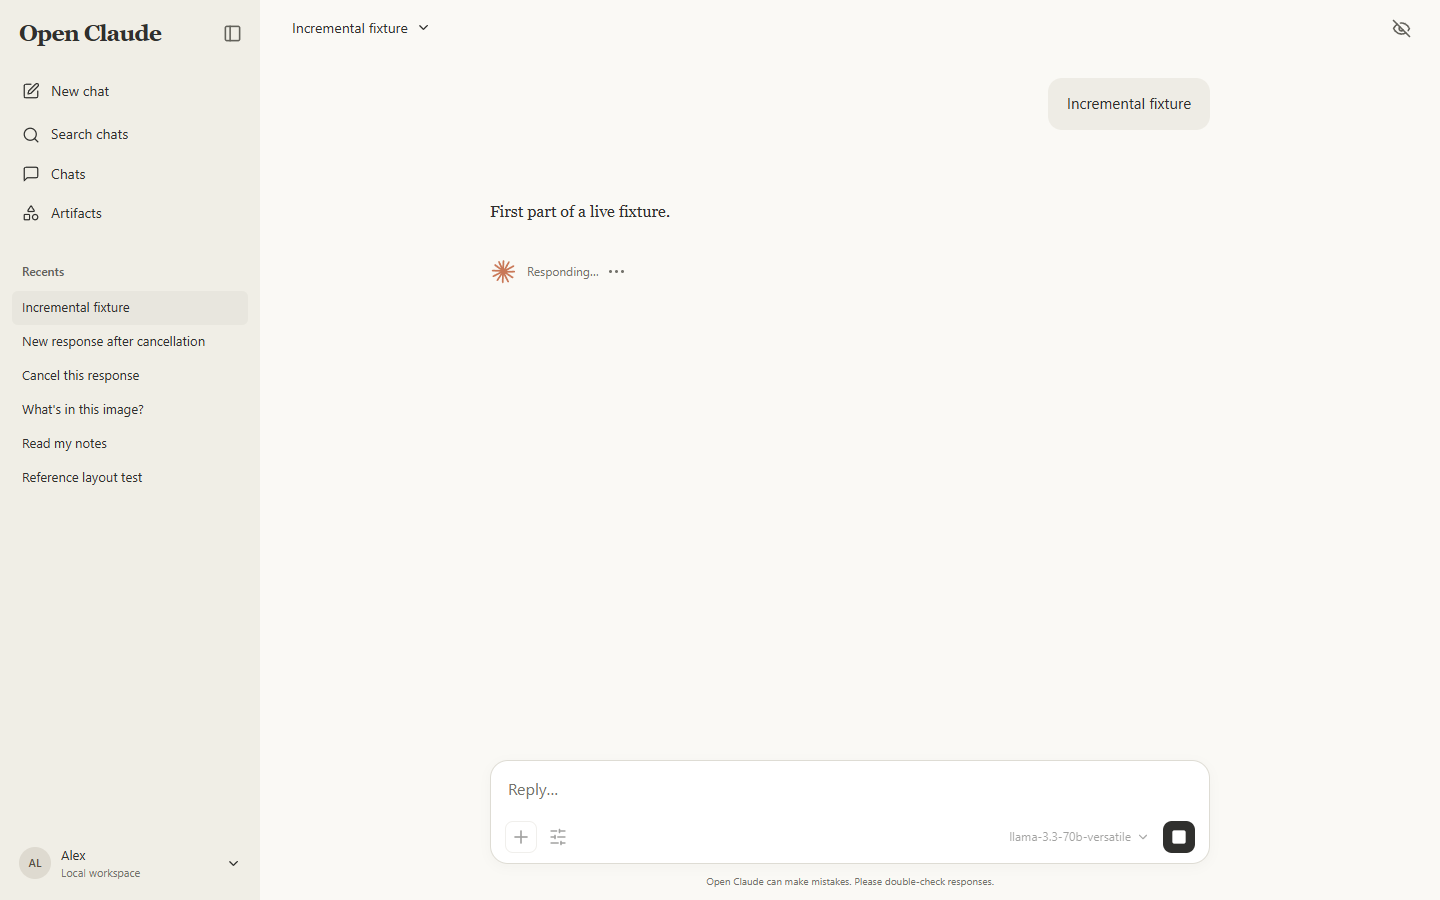 Open Claude
New chat
Search chats
Chats
Artifacts
Recents
Incremental fixture
New response after cancellation
Cancel this response
What's in this image?
Read my notes
Reference layout test
AL
Alex
Local workspace
Incremental fixture
Incremental fixture
First part of a live fixture.
Responding...
Reply...
llama-3.3-70b-versatile
Open Claude can make mistakes. Please double-check responses.